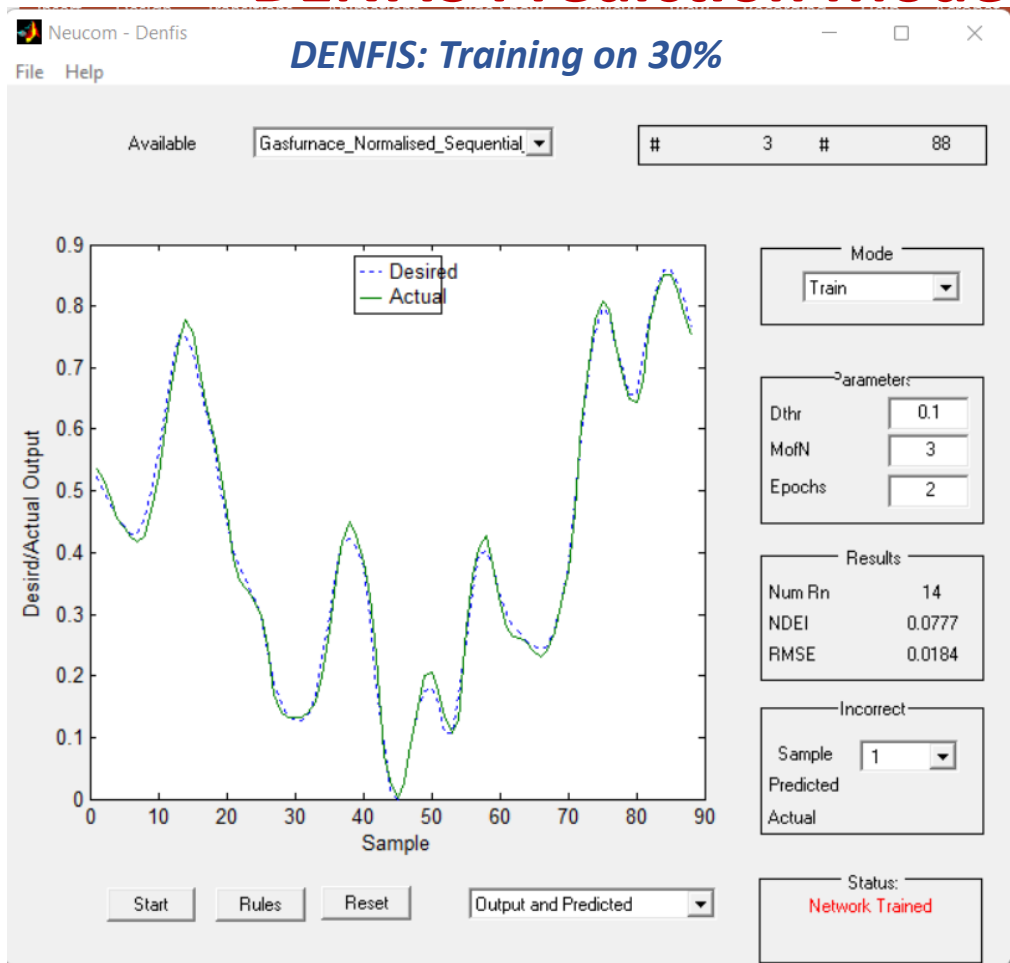 DENFIS Prediction Mode
Neucom - Denfis
DENFIS: Training on 30%
File Help
Available Gasfurnace_Normalised_Sequential_
# 3 # 88
Mode
Train
Parameters
Dthr 0.1
MofN 3
Epochs 2
Results
Num Rn 14
NDEI 0.0777
RMSE 0.0184
Incorrect
Sample 1
Predicted
Actual
Status:
Network Trained
Desired
Actual
Desird/Actual Output
0.9
0.8
0.7
0.6
0.5
0.4
0.3
0.2
0.1
0
0 10 20 30 40 50 60 70 80 90
Sample
Start Rules Reset Output and Predicted